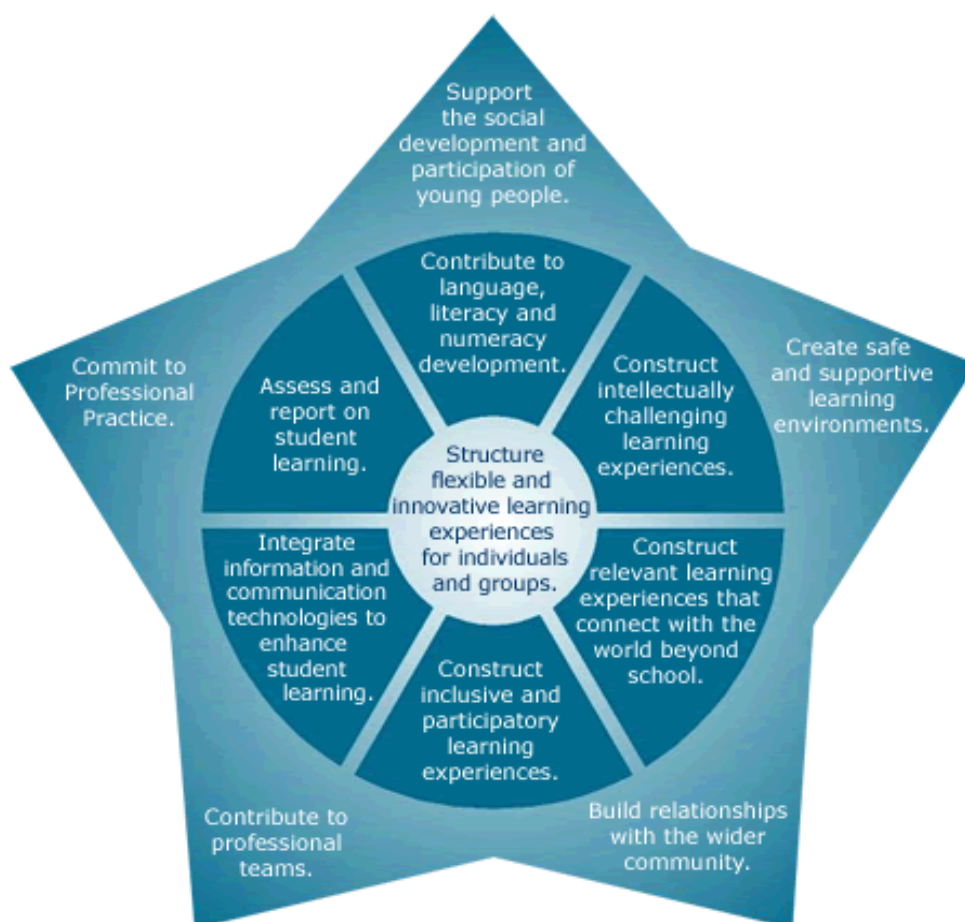 Support
the social
development and
participation of
young people.
Contribute to
language,
literacy and
numeracy
development.
Commit to
Professional
Practice.
Assess and
report on
student
learning.
Construct
intellectually
challenging
learning
experiences.
Create safe
and supportive
learning
environments.
Structure
flexible and
innovative learning
experiences
for individuals
and groups.
Integrate
information and
communication
technologies to
enhance
student
learning.
Construct
relevant learning
experiences that
connect with the
world beyond
school.
Construct
inclusive and
participatory
learning
experiences.
Contribute to
professional
teams.
Build relationships
with the wider
community.